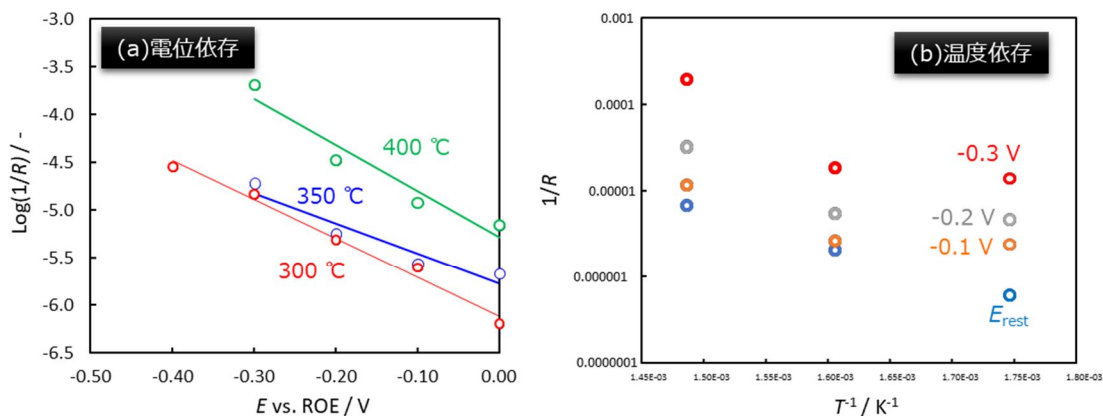 (a)電位依存
-3.0
-3.5
-4.0
-4.5
-5.0
-5.5
-6.0
-6.5
Log(1/R) / -
400 ℃
350 ℃
300 ℃
-0.50 -0.40 -0.30 -0.20 -0.10 0.00
E vs. ROE / V
(b)温度依存
0.001
0.0001
0.00001
0.000001
0.0000001
1/R
-0.3 V
-0.2 V
-0.1 V
Erest
1.45E-03 1.50E-03 1.55E-03 1.60E-03 1.65E-03 1.70E-03 1.75E-03 1.80E-03
T-1 / K-1